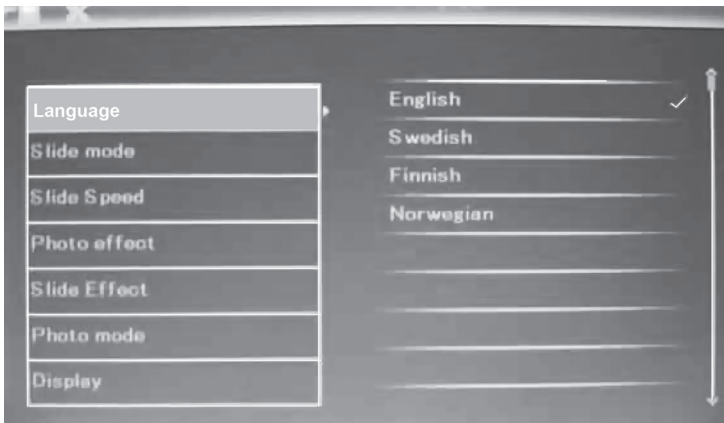 Language
Slide mode
Slide Speed
Photo effect
Slide Effect
Photo mode
Display
English
Swedish
Finnish
Norwegian